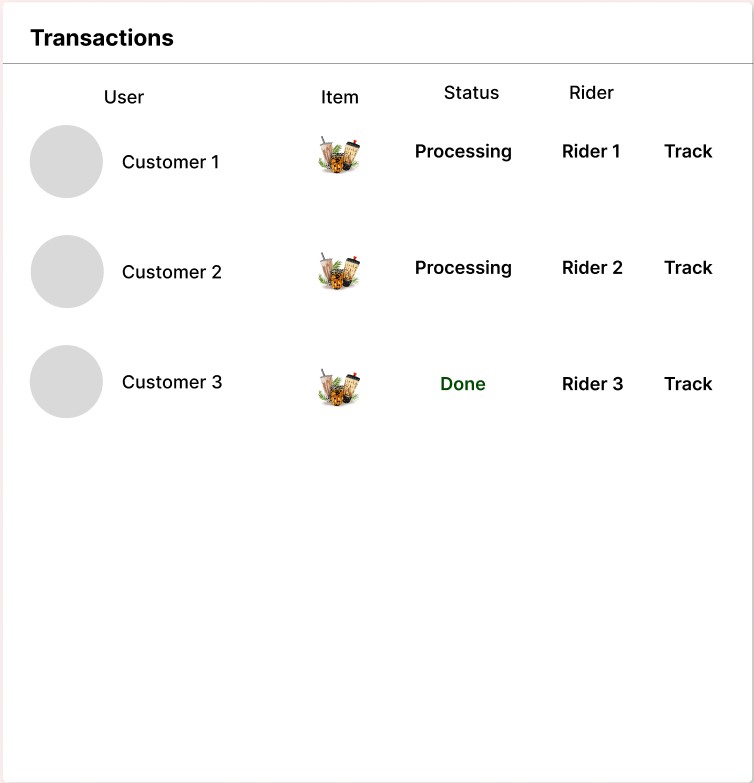 Transactions
User Item Status Rider
Customer 1 Processing Rider 1 Track
Customer 2 Processing Rider 2 Track
Customer 3 Done Rider 3 Track